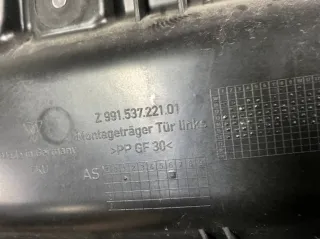 Z 991.537.221.01
Montageträger Tür links
>PP GF 30<
AS